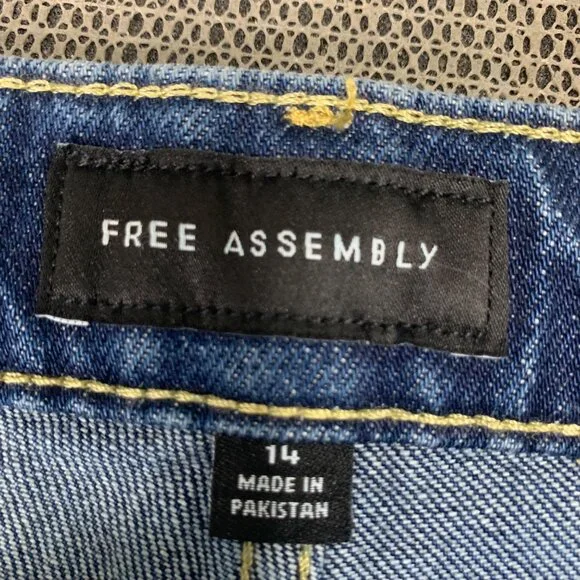 FREE ASSEMBLY
14
MADE IN
PAKISTAN